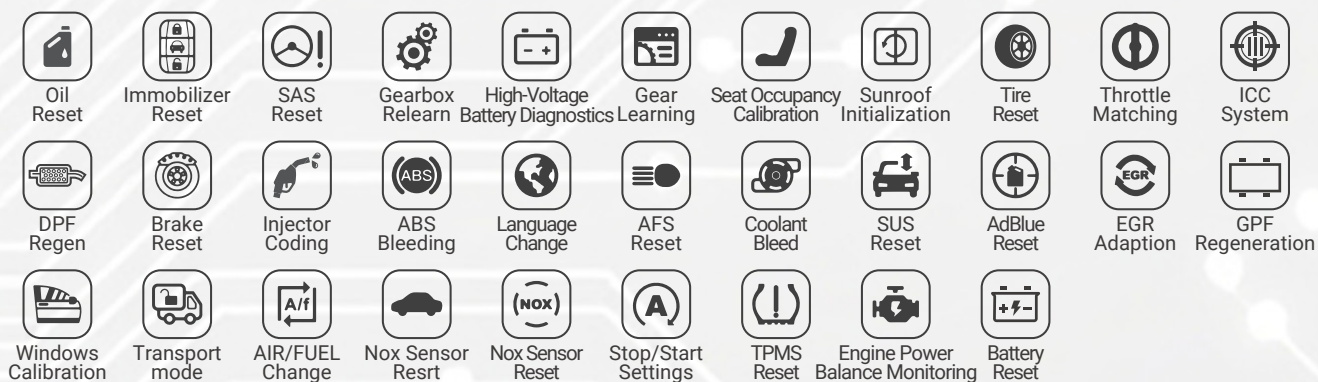 Oil
Reset
Immobilizer
Reset
SAS
Reset
Gearbox
Relearn
High-Voltage
Battery Diagnostics
Gear
Learning
Seat Occupancy
Calibration
Sunroof
Initialization
Tire
Reset
Throttle
Matching
ICC
System
DPF
Regen
Brake
Reset
Injector
Coding
ABS
ABS
Bleeding
Language
Change
AFS
Reset
Coolant
Bleed
SUS
Reset
AdBlue
Reset
EGR
EGR
Adaption
GPF
Regeneration
Windows
Calibration
Transport
mode
A/f
AIR/FUEL
Change
Nox Sensor
Resrt
NOX
Nox Sensor
Reset
A
Stop/Start
Settings
TPMS
Reset
Engine Power
Balance Monitoring
Battery
Reset